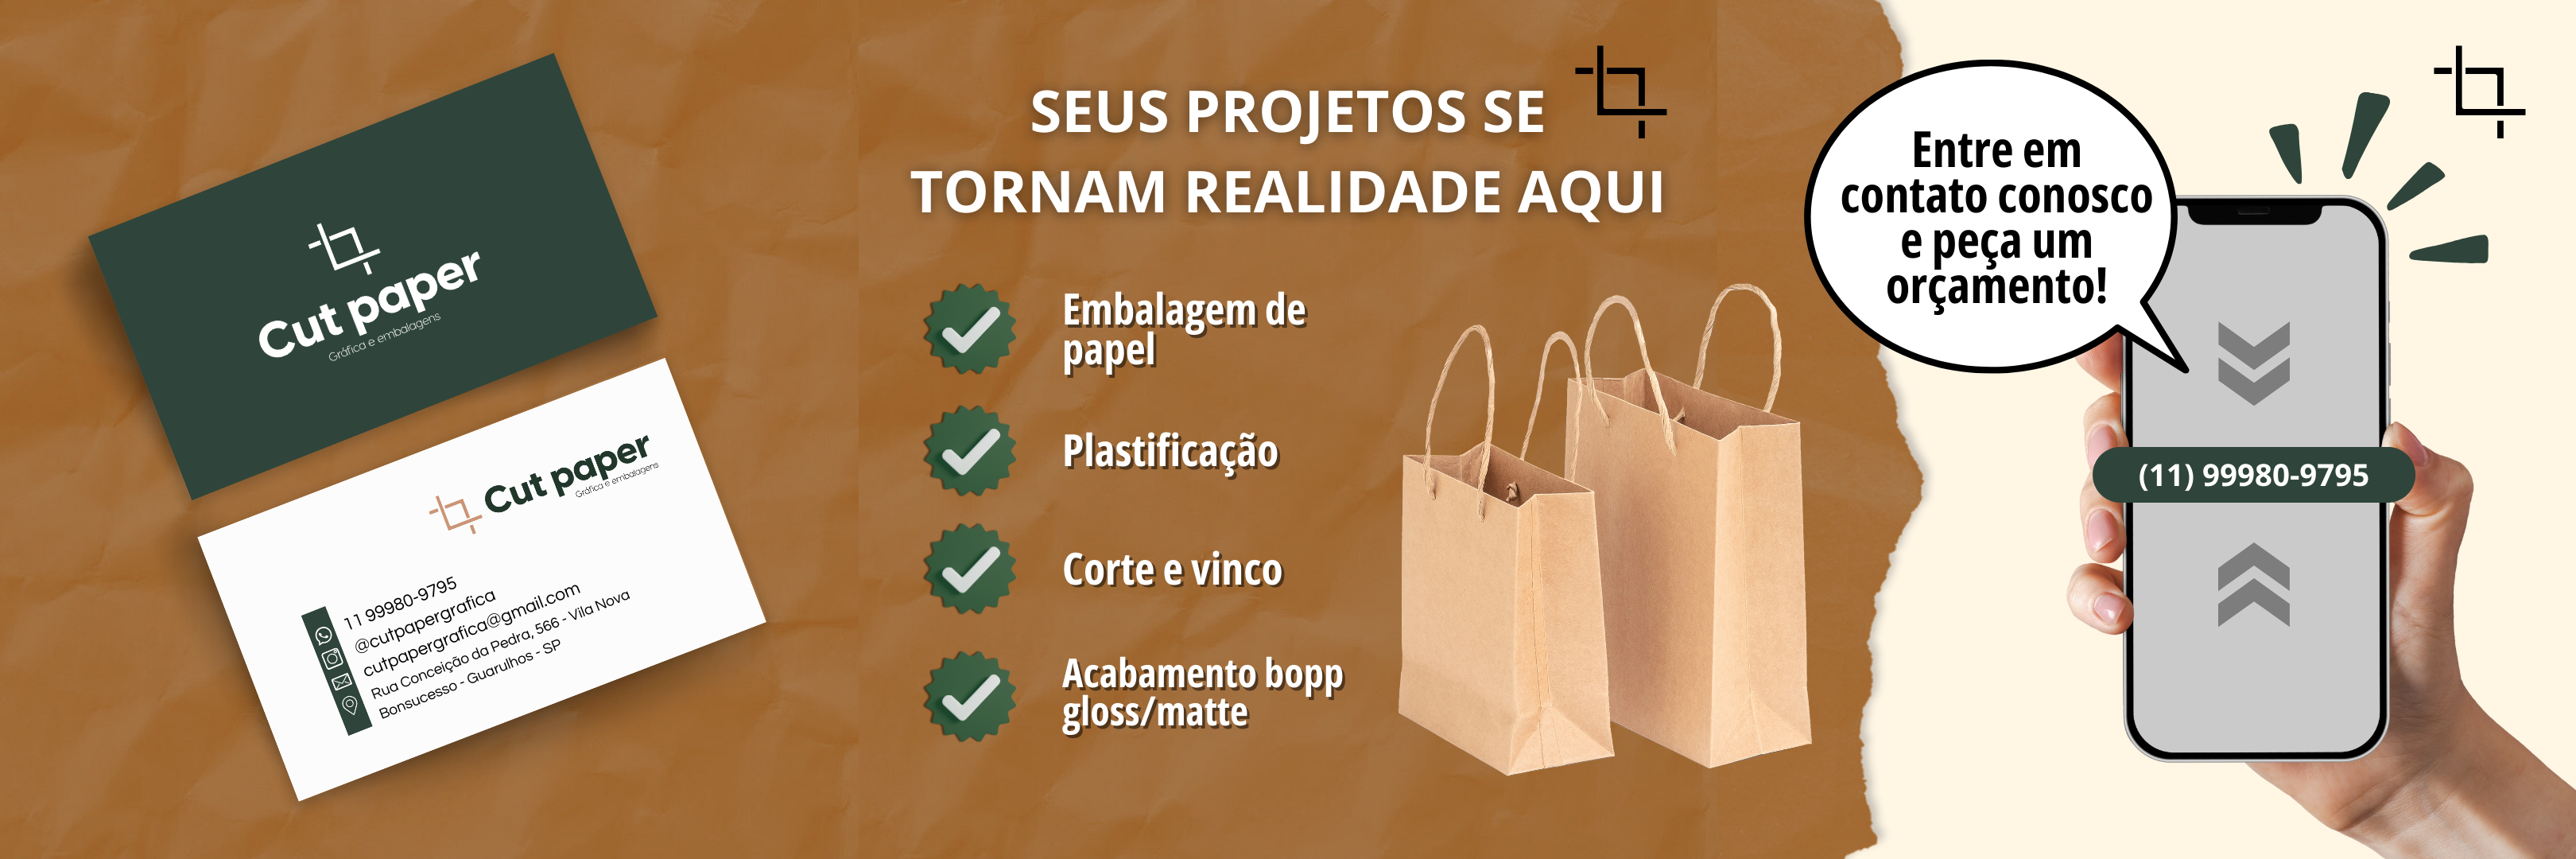 Cut paper
Gráfica e embalagens
Cut paper
Gráfica e embalagens
11 99980-9795
@cutpapergrafica
cutpapergrafica@gmail.com
Rua Conceição da Pedra, 566 - Vila Nova
Bonsucesso - Guarulhos - SP
SEUS PROJETOS SE
TORNAM REALIDADE AQUI
Embalagem de
papel
Plastificação
Corte e vinco
Acabamento bopp
gloss/matte
Entre em
contato conosco
e peça um
orçamento!
(11) 99980-9795